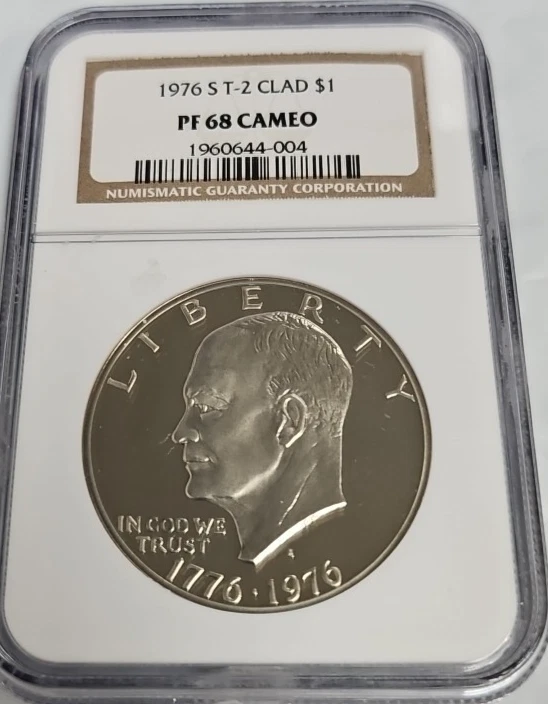 1976 S T-2 CLAD $1
PF 68 CAMEO
1960644-004
NUMISMATIC GUARANTY CORPORATION
LIBERTY
IN GOD WE
TRUST
S
1776 · 1976